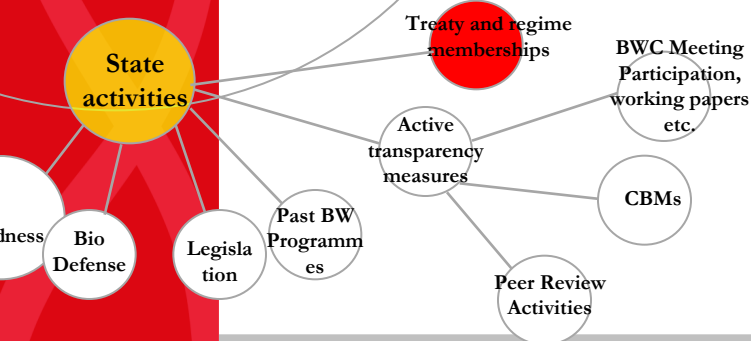 Treaty and regime
memberships
State
activities
BWC Meeting
Participation,
working papers
etc.
Active
transparency
measures
CBMs
Past BW
Programm
es
dness
Bio
Defense
Legisla
tion
Peer Review
Activities